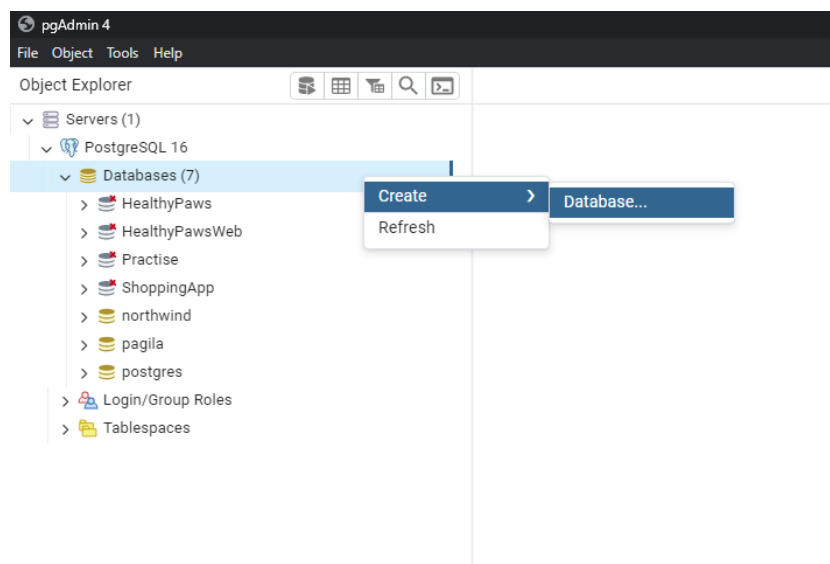 pgAdmin 4
File Object Tools Help
Object Explorer
Servers (1)
PostgreSQL 16
Databases (7)
Create
Database...
HealthyPaws
Refresh
HealthyPawsWeb
Practise
ShoppingApp
northwind
pagila
postgres
Login/Group Roles
Tablespaces